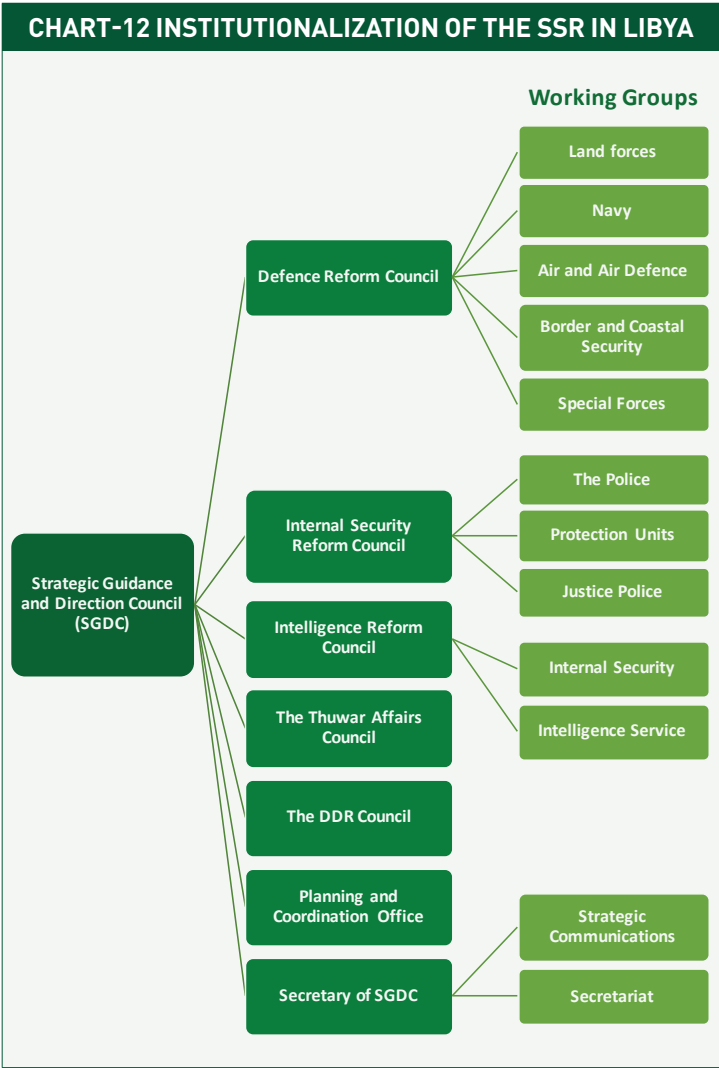 CHART-12 INSTITUTIONALIZATION OF THE SSR IN LIBYA
Working Groups
Land forces
Navy
Defence Reform Council
Air and Air Defence
Border and Coastal
Security
Special Forces
The Police
Internal Security
Reform Council
Protection Units
Justice Police
Strategic Guidance
and Direction Council
(SGDC)
Intelligence Reform
Council
Internal Security
Intelligence Service
The Thuwar Affairs
Council
The DDR Council
Planning and
Coordination Office
Strategic
Communications
Secretary of SGDC
Secretariat